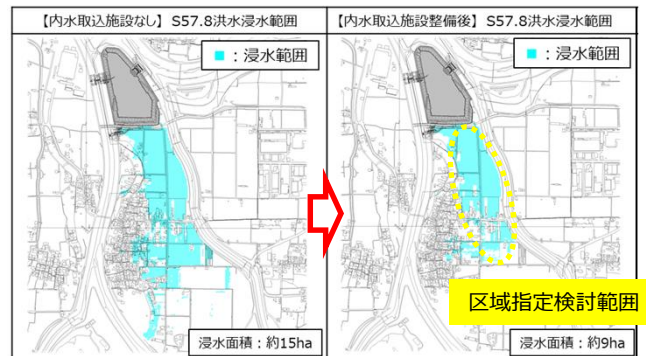 【内水取込施設なし】 S57.8洪水浸水範囲
■：浸水範囲
浸水面積：約15ha
【内水取込施設整備後】 S57.8洪水浸水範囲
■：浸水範囲
区域指定検討範囲
浸水面積：約9ha